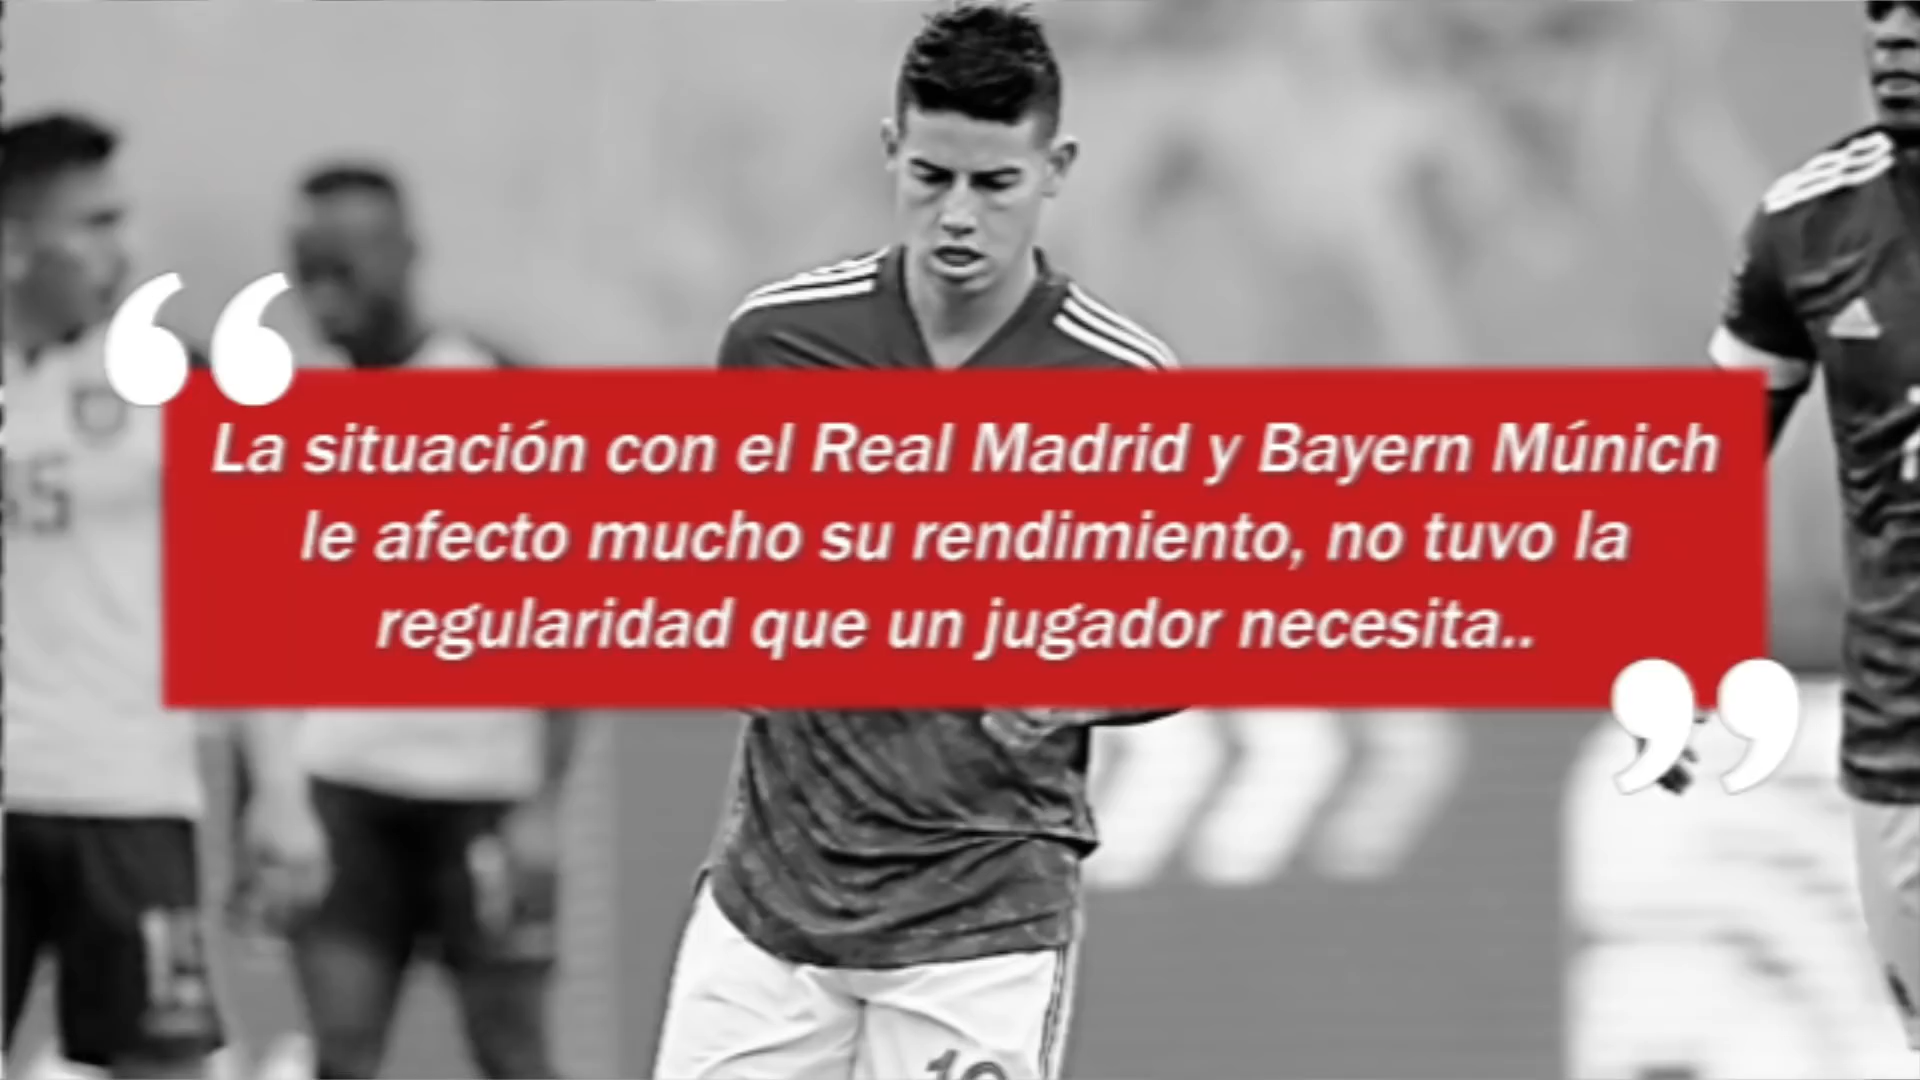 La situación con el Real Madrid y Bayern Múnich
le afecto mucho su rendimiento, no tuvo la
regularidad que un jugador necesita..
10